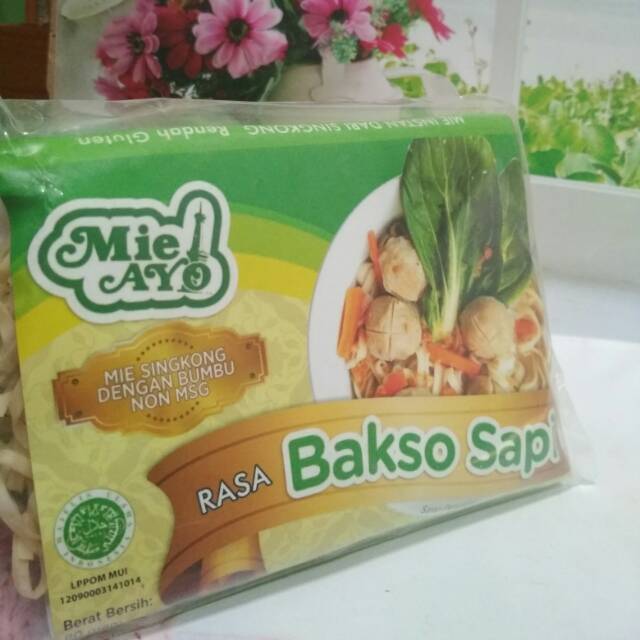 MIE INSTAN DARI SINGKONG Rendah Gluten
Mie
AYO
MIE SINGKONG
DENGAN BUMBU
NON MSG
RASA Bakso Sapi
LPPOM MUI
12090003141014
Berat Bersih: